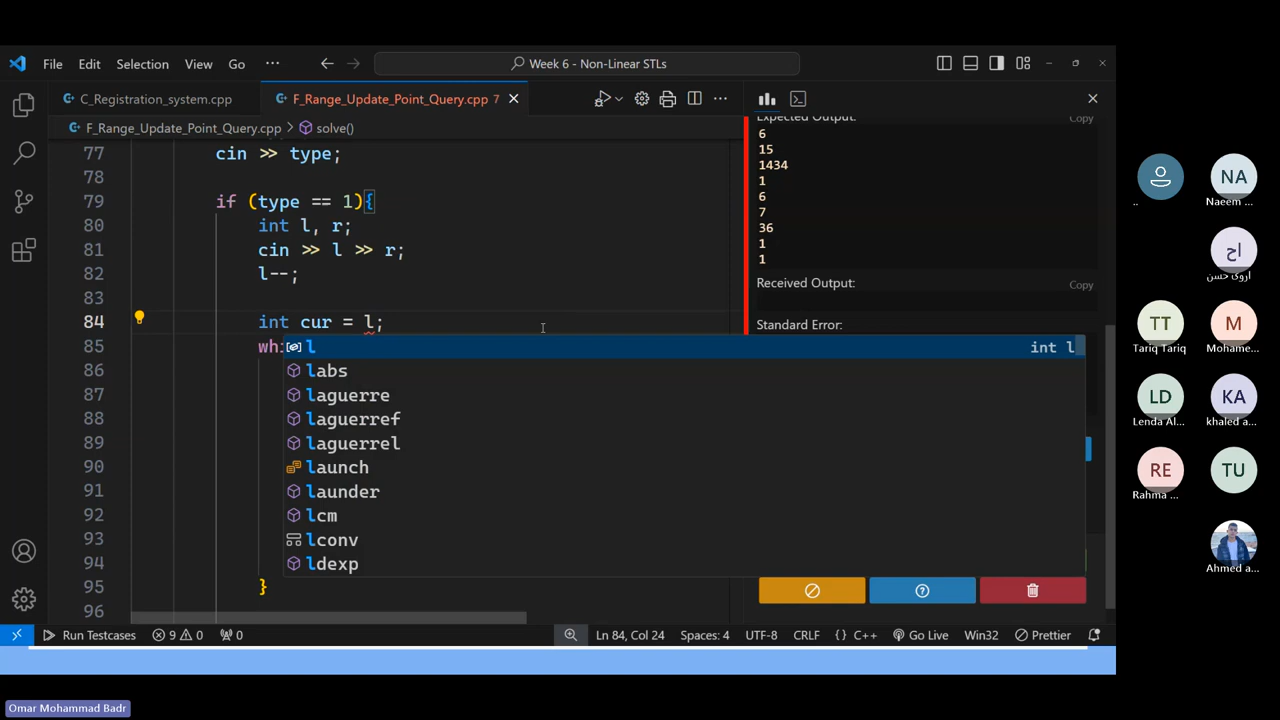 File Edit Selection View Go ··· Week 6 - Non-Linear STLs
C_Registration_system.cpp F_Range_Update_Point_Query.cpp 7
F_Range_Update_Point_Query.cpp > solve()
77 cin >> type;
78
79 if (type == 1){
80 int l, r;
81 cin >> l >> r;
82 l--;
83
84 int cur = l;
85 whi
86
87
88
89
90
91
92
93
94
95 }
96
l int l
labs
laguerre
laguerref
laguerrel
launch
launder
lcm
lconv
ldexp
Expected Output: Copy
6
15
1434
1
6
7
36
1
1
Received Output: Copy
Standard Error:
Run Testcases 9 0 0 Ln 84, Col 24 Spaces: 4 UTF-8 CRLF {} C++ Go Live Win32 Prettier
..
NA
Naeem ...
اح
اروى حسن
TT
Tariq Tariq
M
Mohame...
LD
Lenda Al...
KA
khaled a...
RE
Rahma ...
TU
Ahmed a...
Omar Mohammad Badr